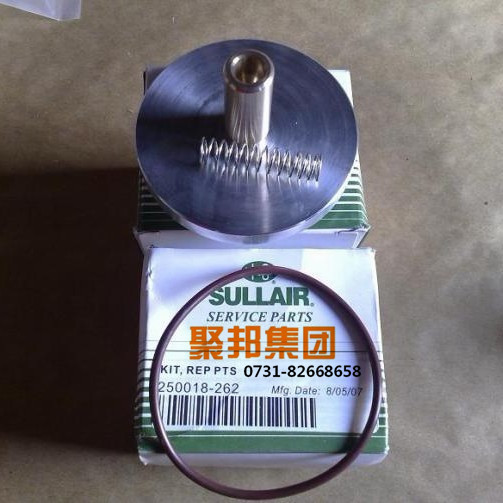 SULLAIR®
SERVICE PARTS
聚邦集团
KIT, REP PTS 0731-82668658
250018-262 Mfg. Date: 8/05/07